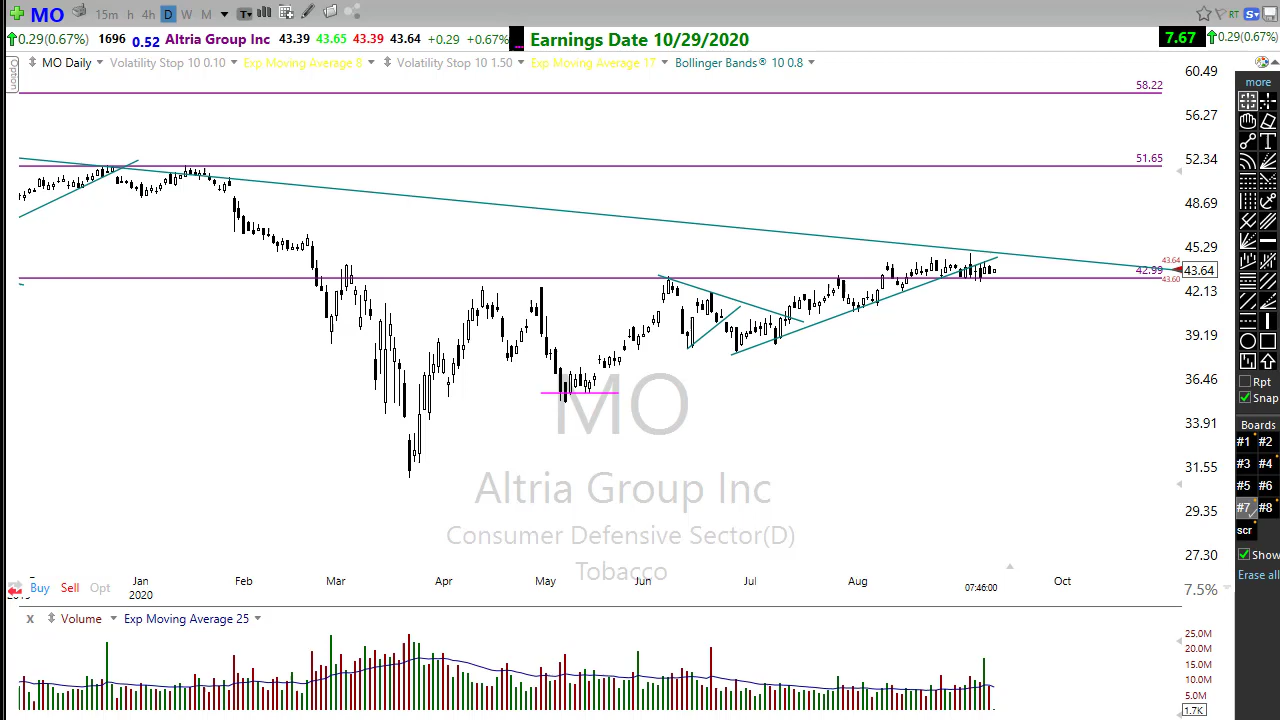 MO 15m h 4h D W M T RT S
0.29(0.67%) 1696 0.52 Altria Group Inc 43.39 43.65 43.39 43.64 +0.29 +0.67% ... Earnings Date 10/29/2020 7.67 0.29(0.67%)
Option MO Daily Volatility Stop 10 0.10 Exp Moving Average 8 Volatility Stop 10 1.50 Exp Moving Average 17 Bollinger Bands® 10 0.8
60.49
more
58.22
56.27
52.34
51.65
48.69
45.29
43.64
42.99 43.64
43.60
42.13
39.19
36.46
33.91
31.55
29.35
27.30
MO
Altria Group Inc
Consumer Defensive Sector(D)
Tobacco
Rpt
Snap
Boards
#1 #2
#3 #4
#5 #6
#7 #8
scr
Show
Erase all
Jan Feb Mar Apr May Jun Jul Aug Oct
2020 07:46:00
Buy Sell Opt 7.5%
x Volume Exp Moving Average 25
25.0M
20.0M
15.0M
10.0M
5.0M
1.7K